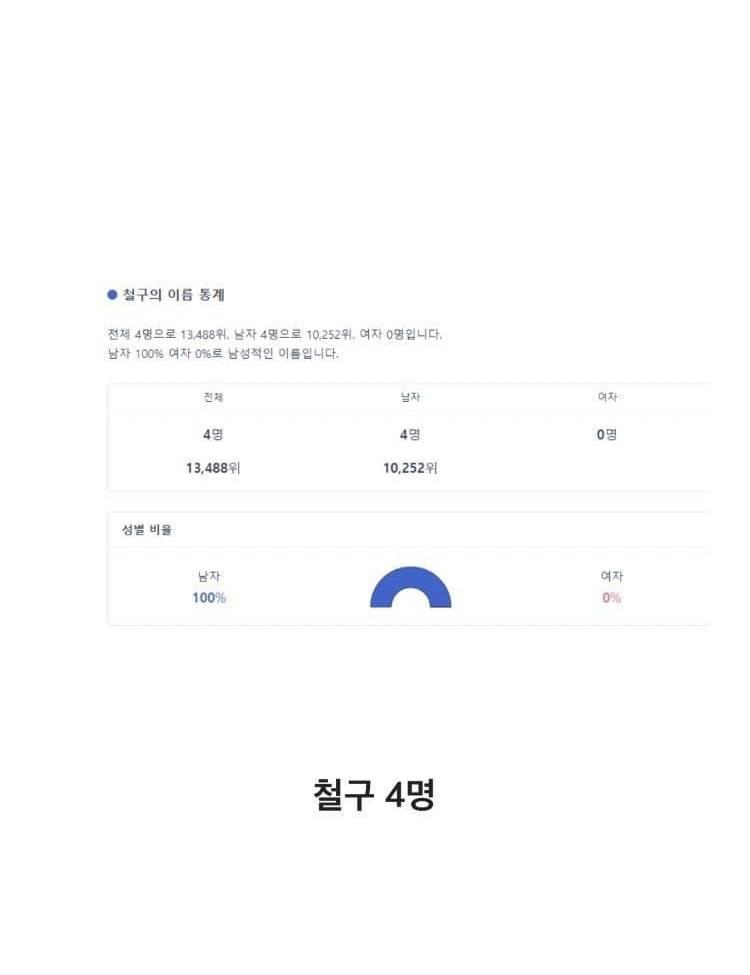 철구의 이름 통계
전체 4명으로 13,488위, 남자 4명으로 10,252위, 여자 0명입니다.
남자 100% 여자 0%로 남성적인 이름입니다.
전체 남자 여자
4명 4명 0명
13,488위 10,252위
성별 비율
남자 여자
100% 0%
철구 4명